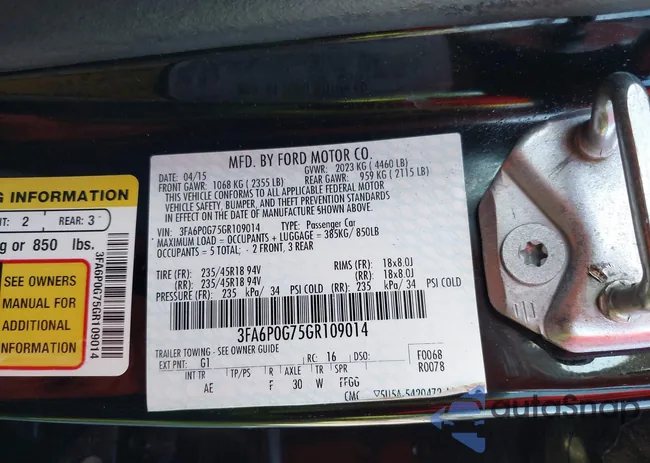 MFD. BY FORD MOTOR CO.
DATE: 04/15 GVWR: 2023 KG ( 4460 LB)
FRONT GAWR: 1068 KG ( 2355 LB) REAR GAWR: 959 KG ( 2115 LB)
THIS VEHICLE CONFORMS TO ALL APPLICABLE FEDERAL MOTOR
VEHICLE SAFETY, BUMPER, AND THEFT PREVENTION STANDARDS
IN EFFECT ON THE DATE OF MANUFACTURE SHOWN ABOVE.
VIN: 3FA6P0G75GR109014 TYPE: Passenger Car
MAXIMUM LOAD = OCCUPANTS + LUGGAGE = 385KG/850LB
OCCUPANTS = 5 TOTAL: - 2 FRONT, 3 REAR
TIRE (FR): 235/45R18 94V RIMS (FR): 18x8.0J
(RR): 235/45R18 94V (RR): 18x8.0J
PRESSURE (FR): 235 kPa/ 34 PSI COLD (RR): 235 kPa/ 34 PSI COLD
3FA6P0G75GR109014
TRAILER TOWING - SEE OWNER GUIDE
EXT PNT: G1 RC: 16 DSO: F0068
R0078
INT TR TP/PS R AXLE TR
AE F 30 W FFGG
CMC
G INFORMATION
NT: 2 REAR: 3
g or 850 lbs.
SEE OWNERS
MANUAL FOR
ADDITIONAL
INFORMATION
3FA6P0G75GR109014
autoSnap